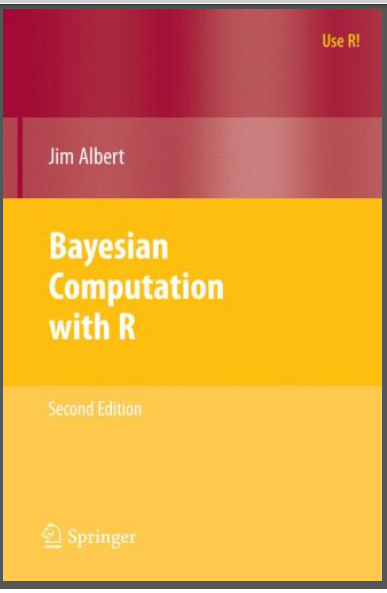 Use R!
Jim Albert
Bayesian
Computation
with R
Second Edition
Springer